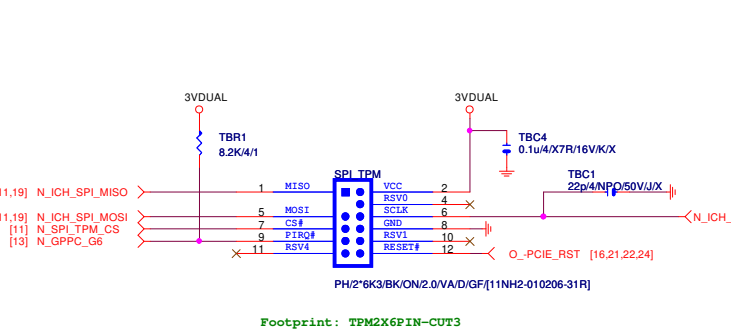 3VDUAL 3VDUAL
TBR1
8.2K/4/1
TBC4
0.1u/4/X7R/16V/K/X
SPI_TPM
TBC1
22p/4/NPO/50V/J/X
11,19] N_ICH_SPI_MISO 1 MISO VCC 2
RSV0 4
[11,19] N_ICH_SPI_MOSI 5 MOSI SCLK 6 N_ICH_
[11] N_SPI_TPM_CS 7 CS# GND 8
[13] N_GPPC_G6 9 PIRQ# RSV1 10
11 RSV4 RESET# 12 O_-PCIE_RST [16,21,22,24]
PH/2*6K3/BK/ON/2.0/VA/D/GF/[11NH2-010206-31R]
Footprint: TPM2X6PIN-CUT3